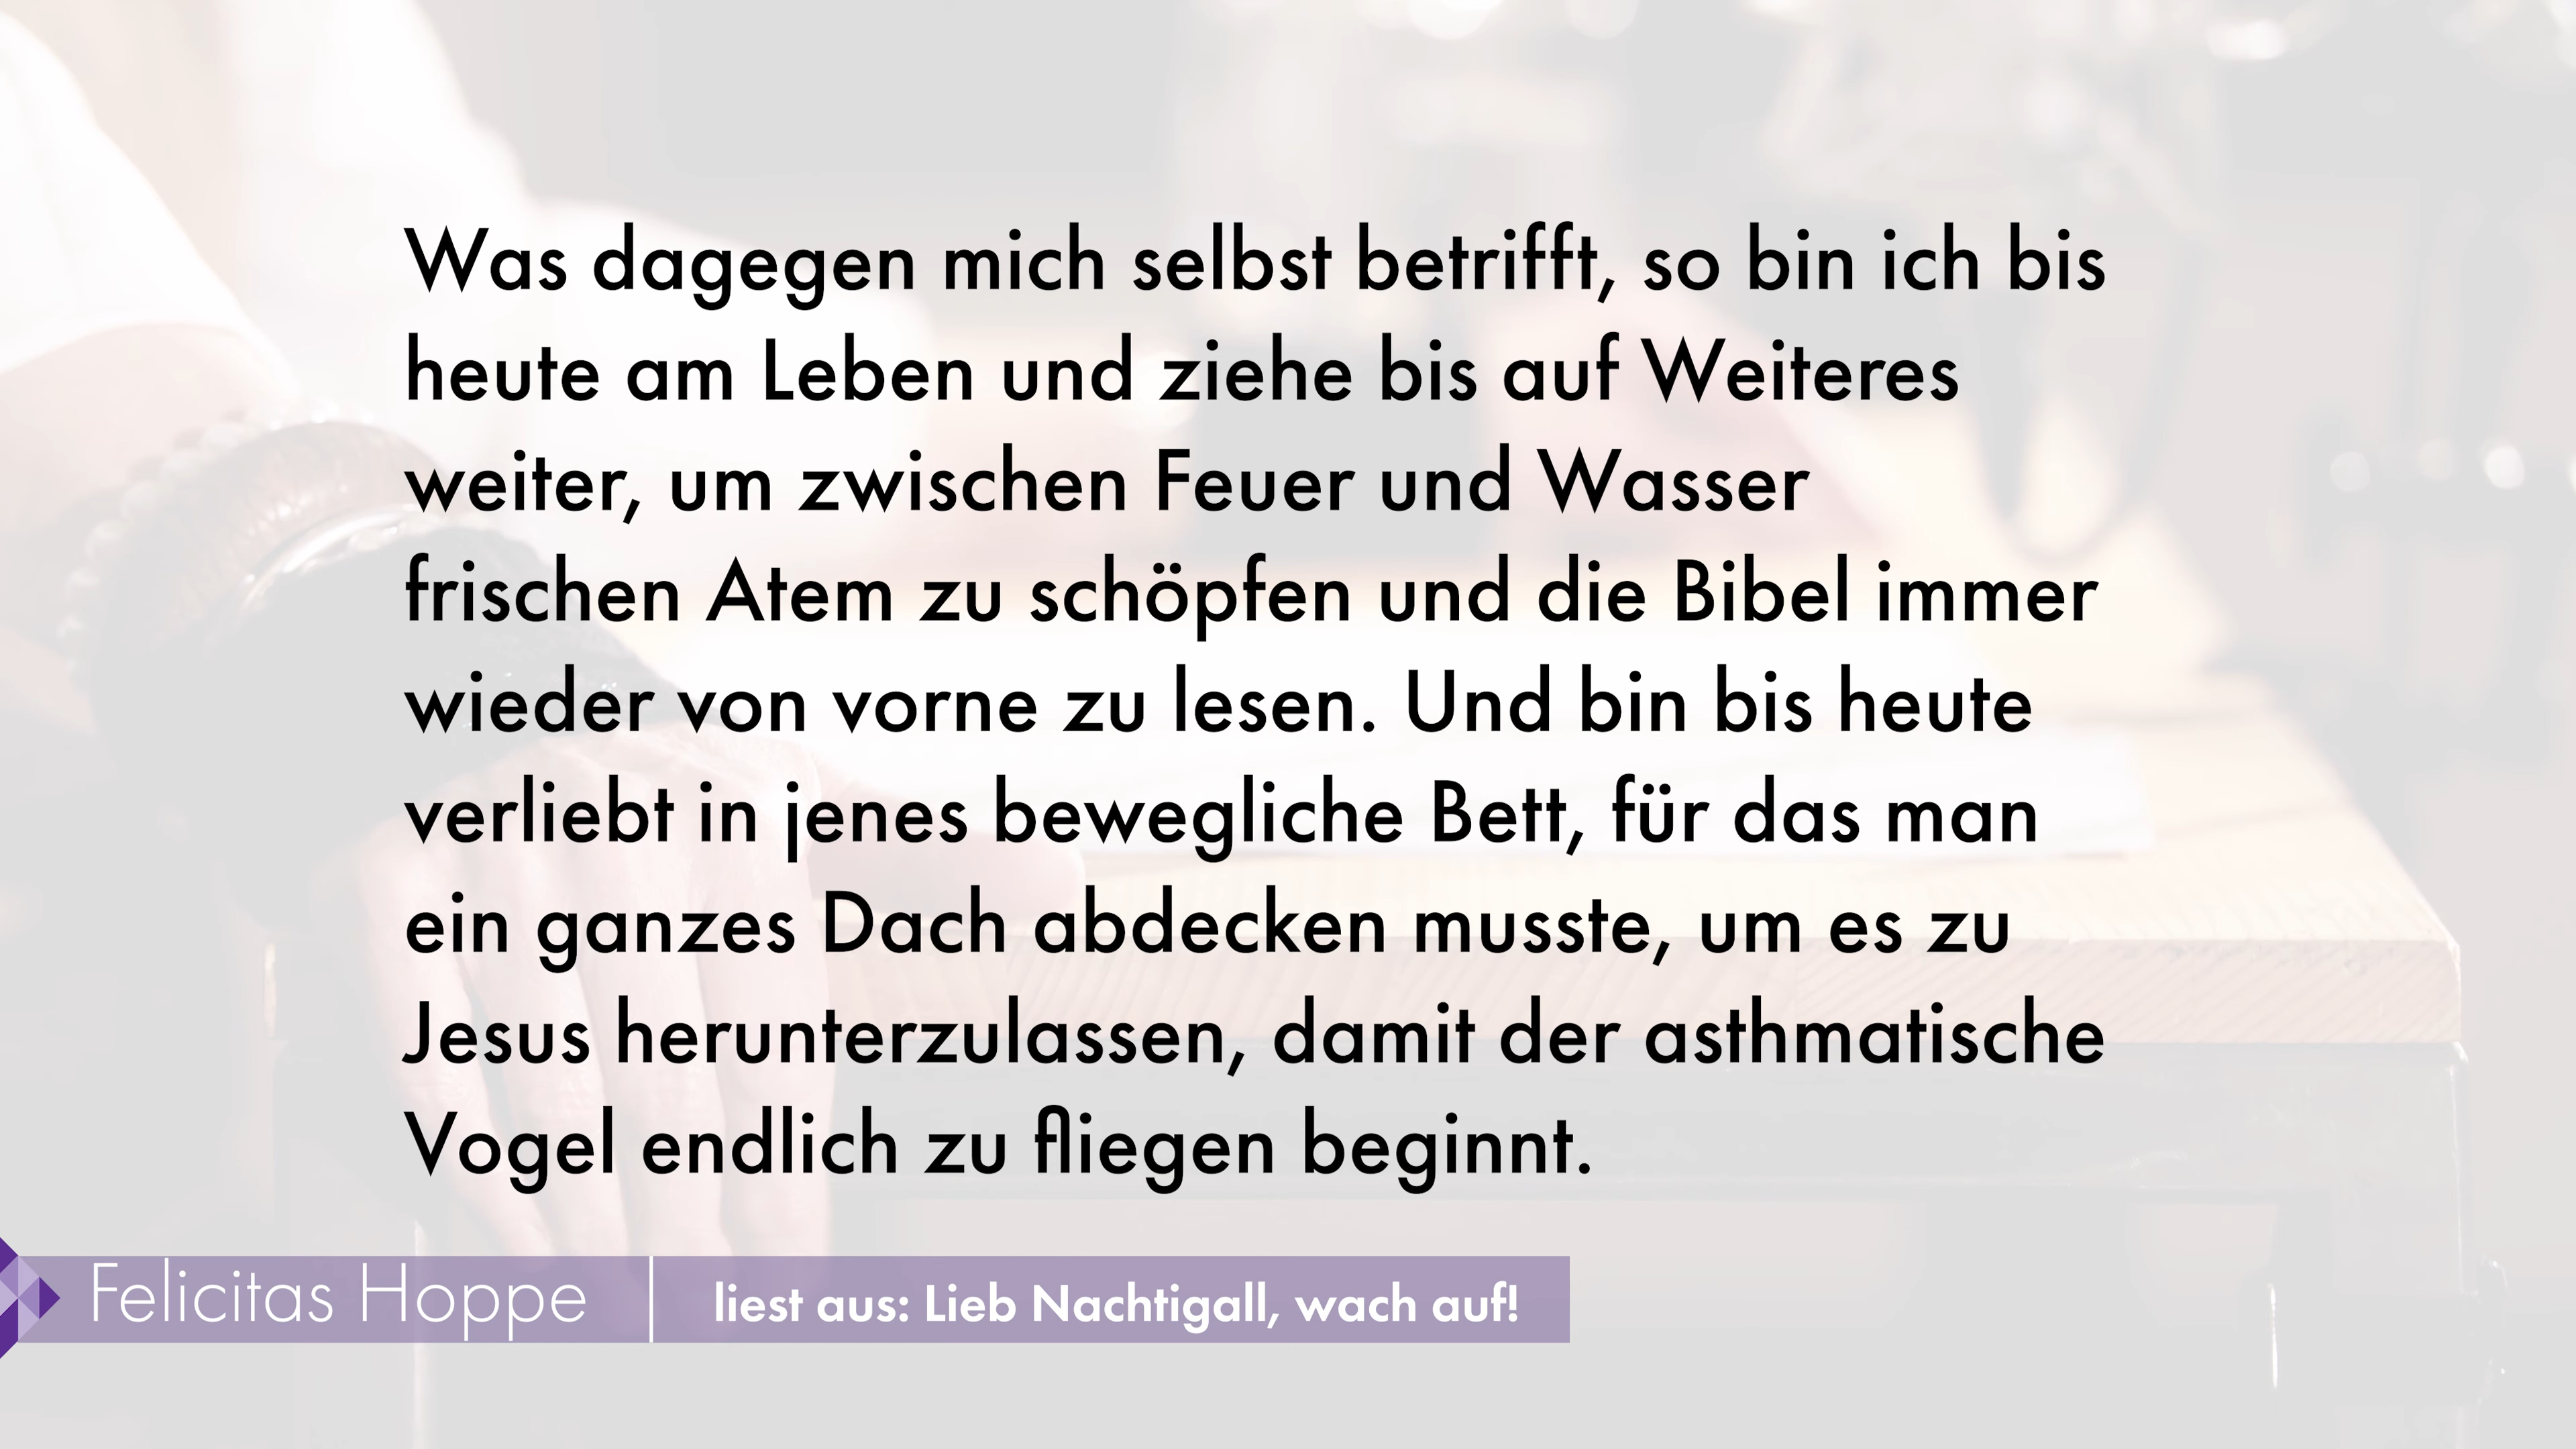 Was dagegen mich selbst betrifft, so bin ich bis
heute am Leben und ziehe bis auf Weiteres
weiter, um zwischen Feuer und Wasser
frischen Atem zu schöpfen und die Bibel immer
wieder von vorne zu lesen. Und bin bis heute
verliebt in jenes bewegliche Bett, für das man
ein ganzes Dach abdecken musste, um es zu
Jesus herunterzulassen, damit der asthmatische
Vogel endlich zu fliegen beginnt.
Felicitas Hoppe | liest aus: Lieb Nachtigall, wach auf!